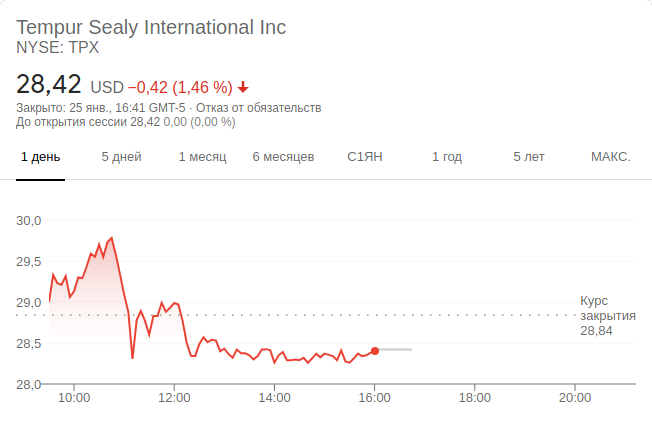 Tempur Sealy International Inc
NYSE: TPX
28,42 USD −0,42 (1,46 %)
Закрыто: 25 янв., 16:41 GMT-5 · Отказ от обязательств
До открытия сессии 28,42 0,00 (0,00 %)
1 день 5 дней 1 месяц 6 месяцев С1ЯН 1 год 5 лет МАКС.
30,0
29,5
29,0
28,5
28,0
Курс
закрытия
28,84
10:00 12:00 14:00 16:00 18:00 20:00